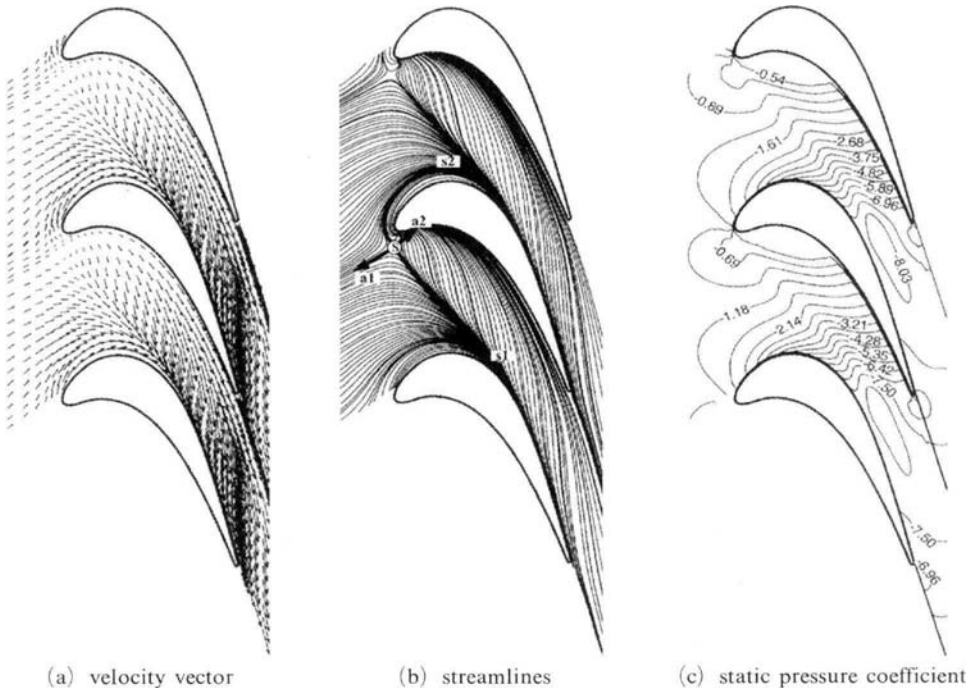 s2
a2
S
a1
s1
-0.54
-0.69
-1.61
-2.68
-3.75
-4.82
-5.89
-6.96
-8.03
-0.69
-1.18
-2.14
-3.21
-4.28
-5.35
-6.42
-7.50
-7.50
-6.96
(a) velocity vector
(b) streamlines
(c) static pressure coefficient